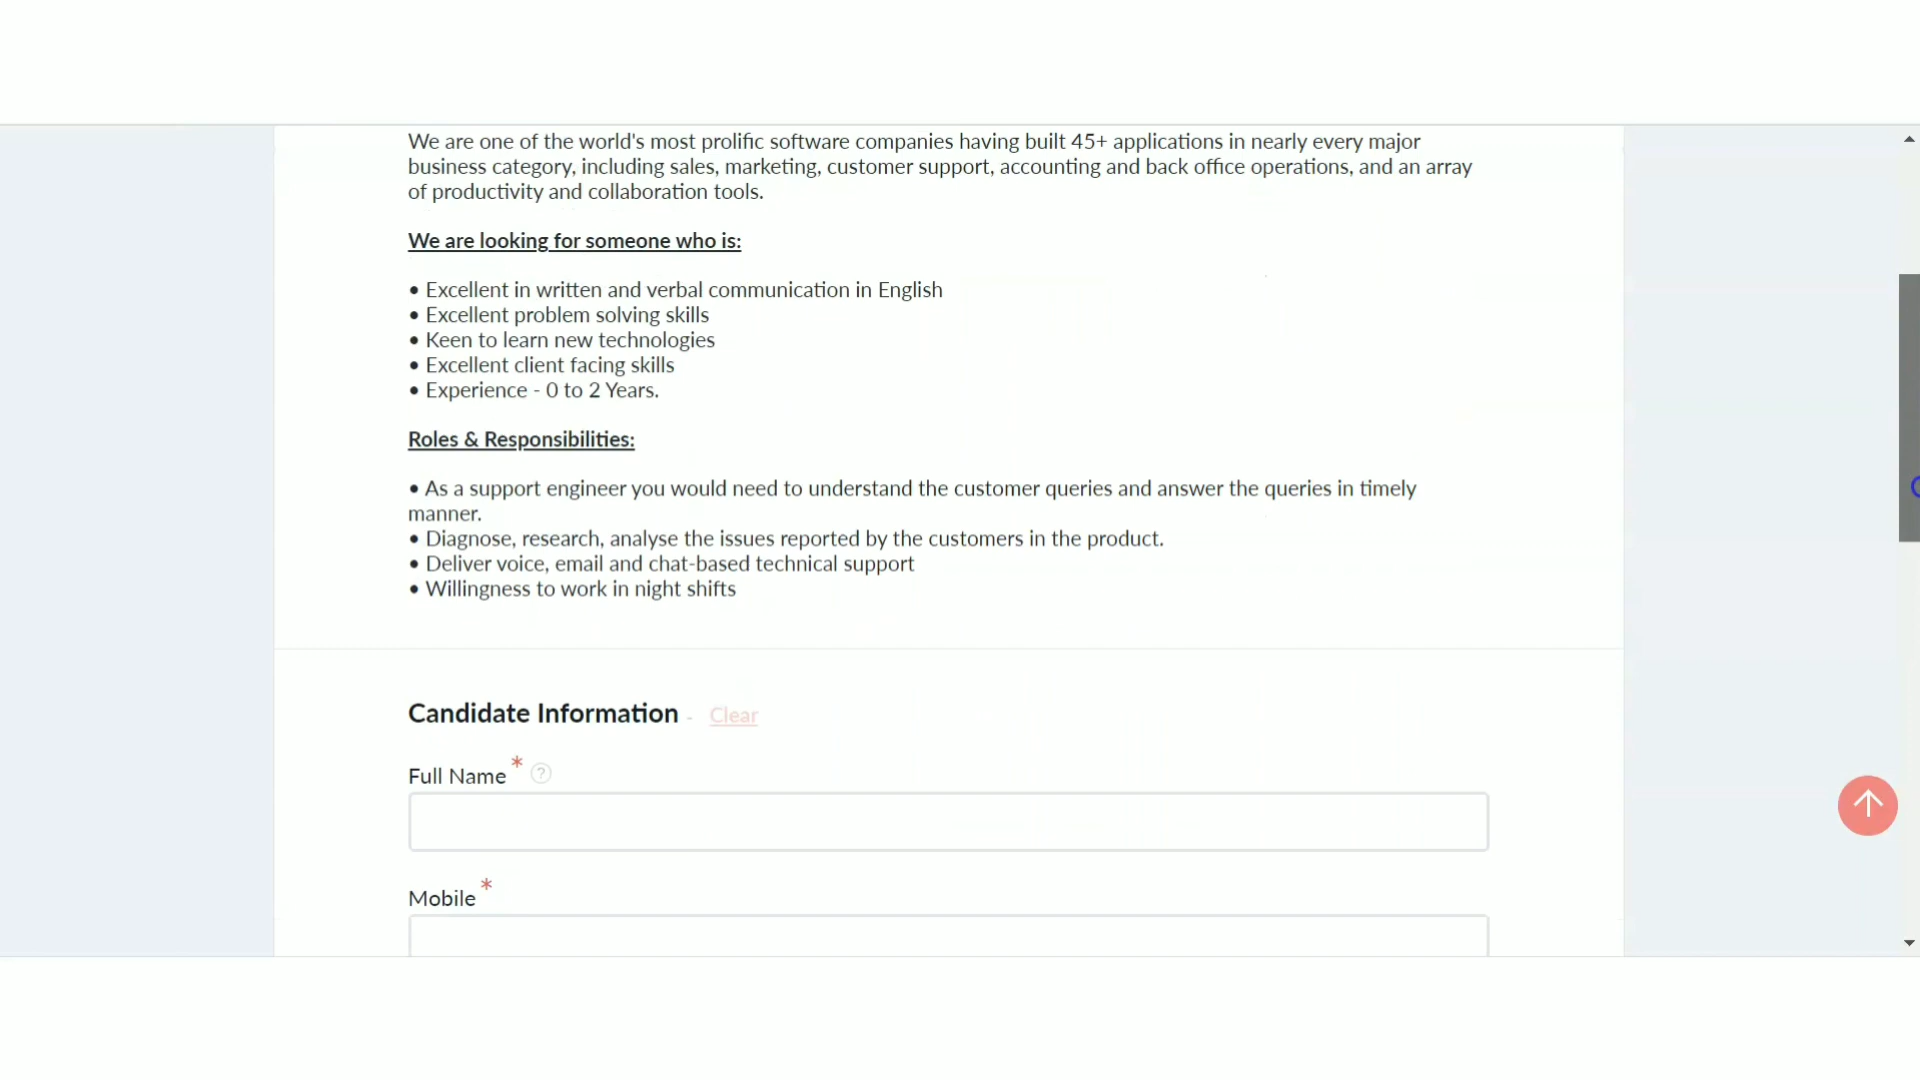 We are one of the world's most prolific software companies having built 45+ applications in nearly every major
business category, including sales, marketing, customer support, accounting and back office operations, and an array
of productivity and collaboration tools.
We are looking for someone who is:
• Excellent in written and verbal communication in English
• Excellent problem solving skills
• Keen to learn new technologies
• Excellent client facing skills
• Experience - 0 to 2 Years.
Roles & Responsibilities:
• As a support engineer you would need to understand the customer queries and answer the queries in timely
manner.
• Diagnose, research, analyse the issues reported by the customers in the product.
• Deliver voice, email and chat-based technical support
• Willingness to work in night shifts
Candidate Information - Clear
Full Name * ?
Mobile *